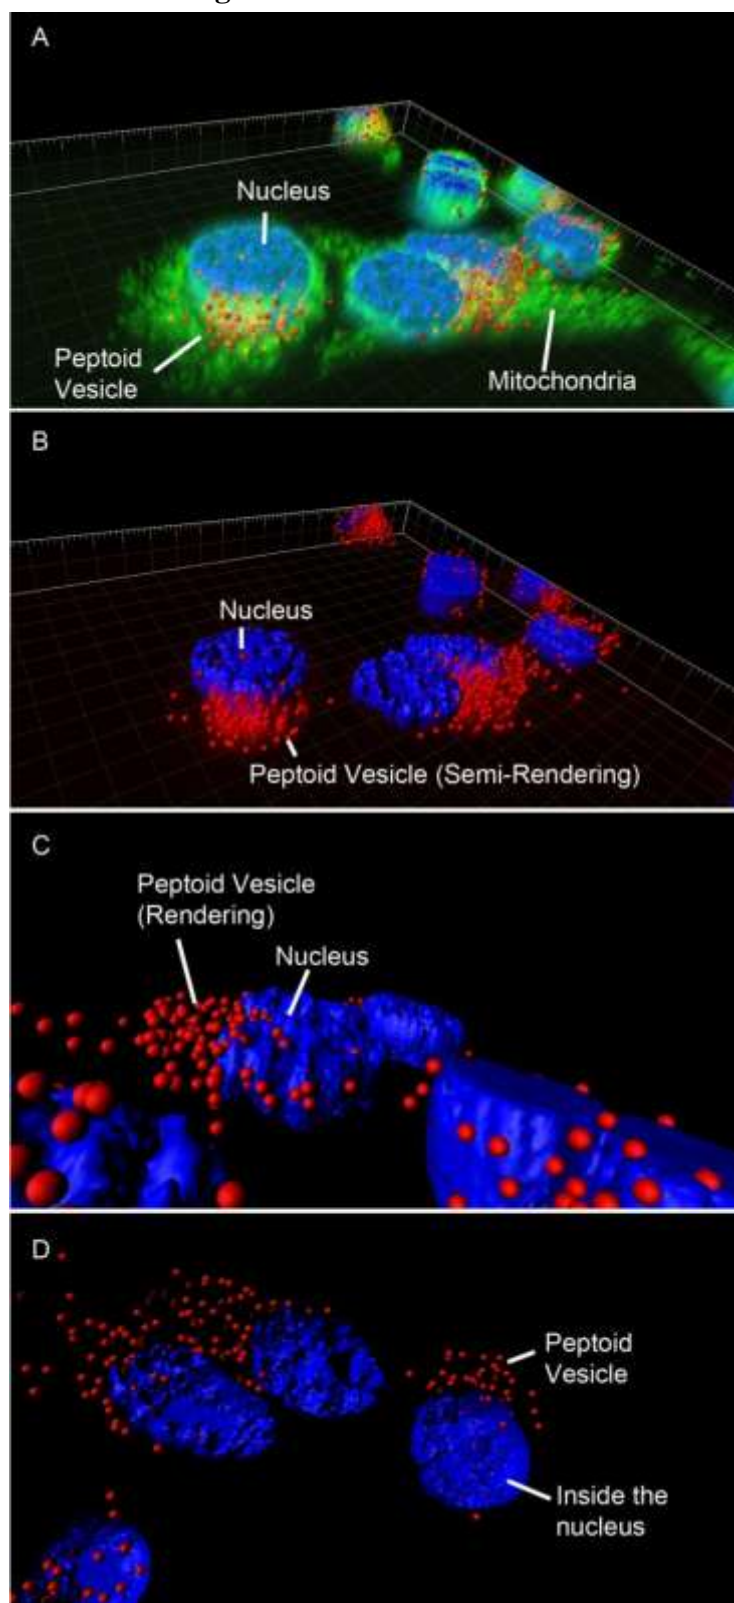 A
Nucleus
Peptoid
Vesicle
Mitochondria
B
Nucleus
Peptoid Vesicle (Semi-Rendering)
C
Peptoid Vesicle
(Rendering)
Nucleus
D
Peptoid
Vesicle
Inside the
nucleus